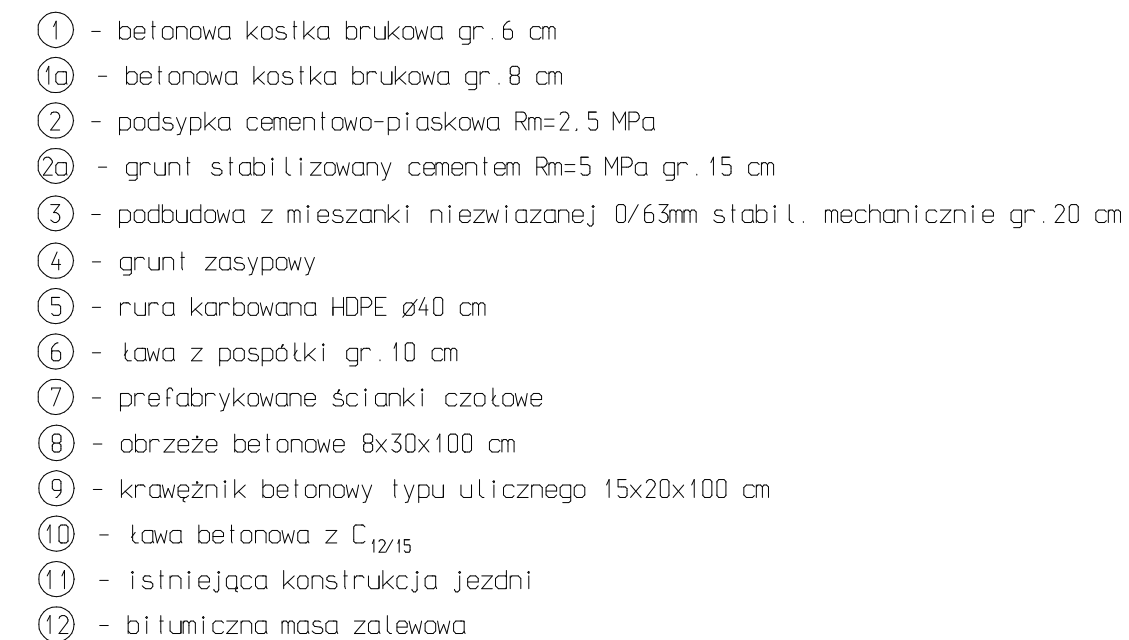 1 - betonowa kostka brukowa gr.6 cm
1a - betonowa kostka brukowa gr.8 cm
2 - podsypka cementowo-piaskowa Rm=2.5 MPa
2a - grunt stabilizowany cementem Rm=5 MPa gr.15 cm
3 - podbudowa z mieszanki niezwiazanej 0/63mm stabil. mechanicznie gr.20 cm
4 - grunt zasypowy
5 - rura karbowana HDPE ø40 cm
6 - ława z pospółki gr.10 cm
7 - prefabrykowane ścianki czołowe
8 - obrzeże betonowe 8x30x100 cm
9 - krawężnik betonowy typu ulicznego 15x20x100 cm
10 - ława betonowa z C12/15
11 - istniejąca konstrukcja jezdni
12 - bitumiczna masa zalewowa